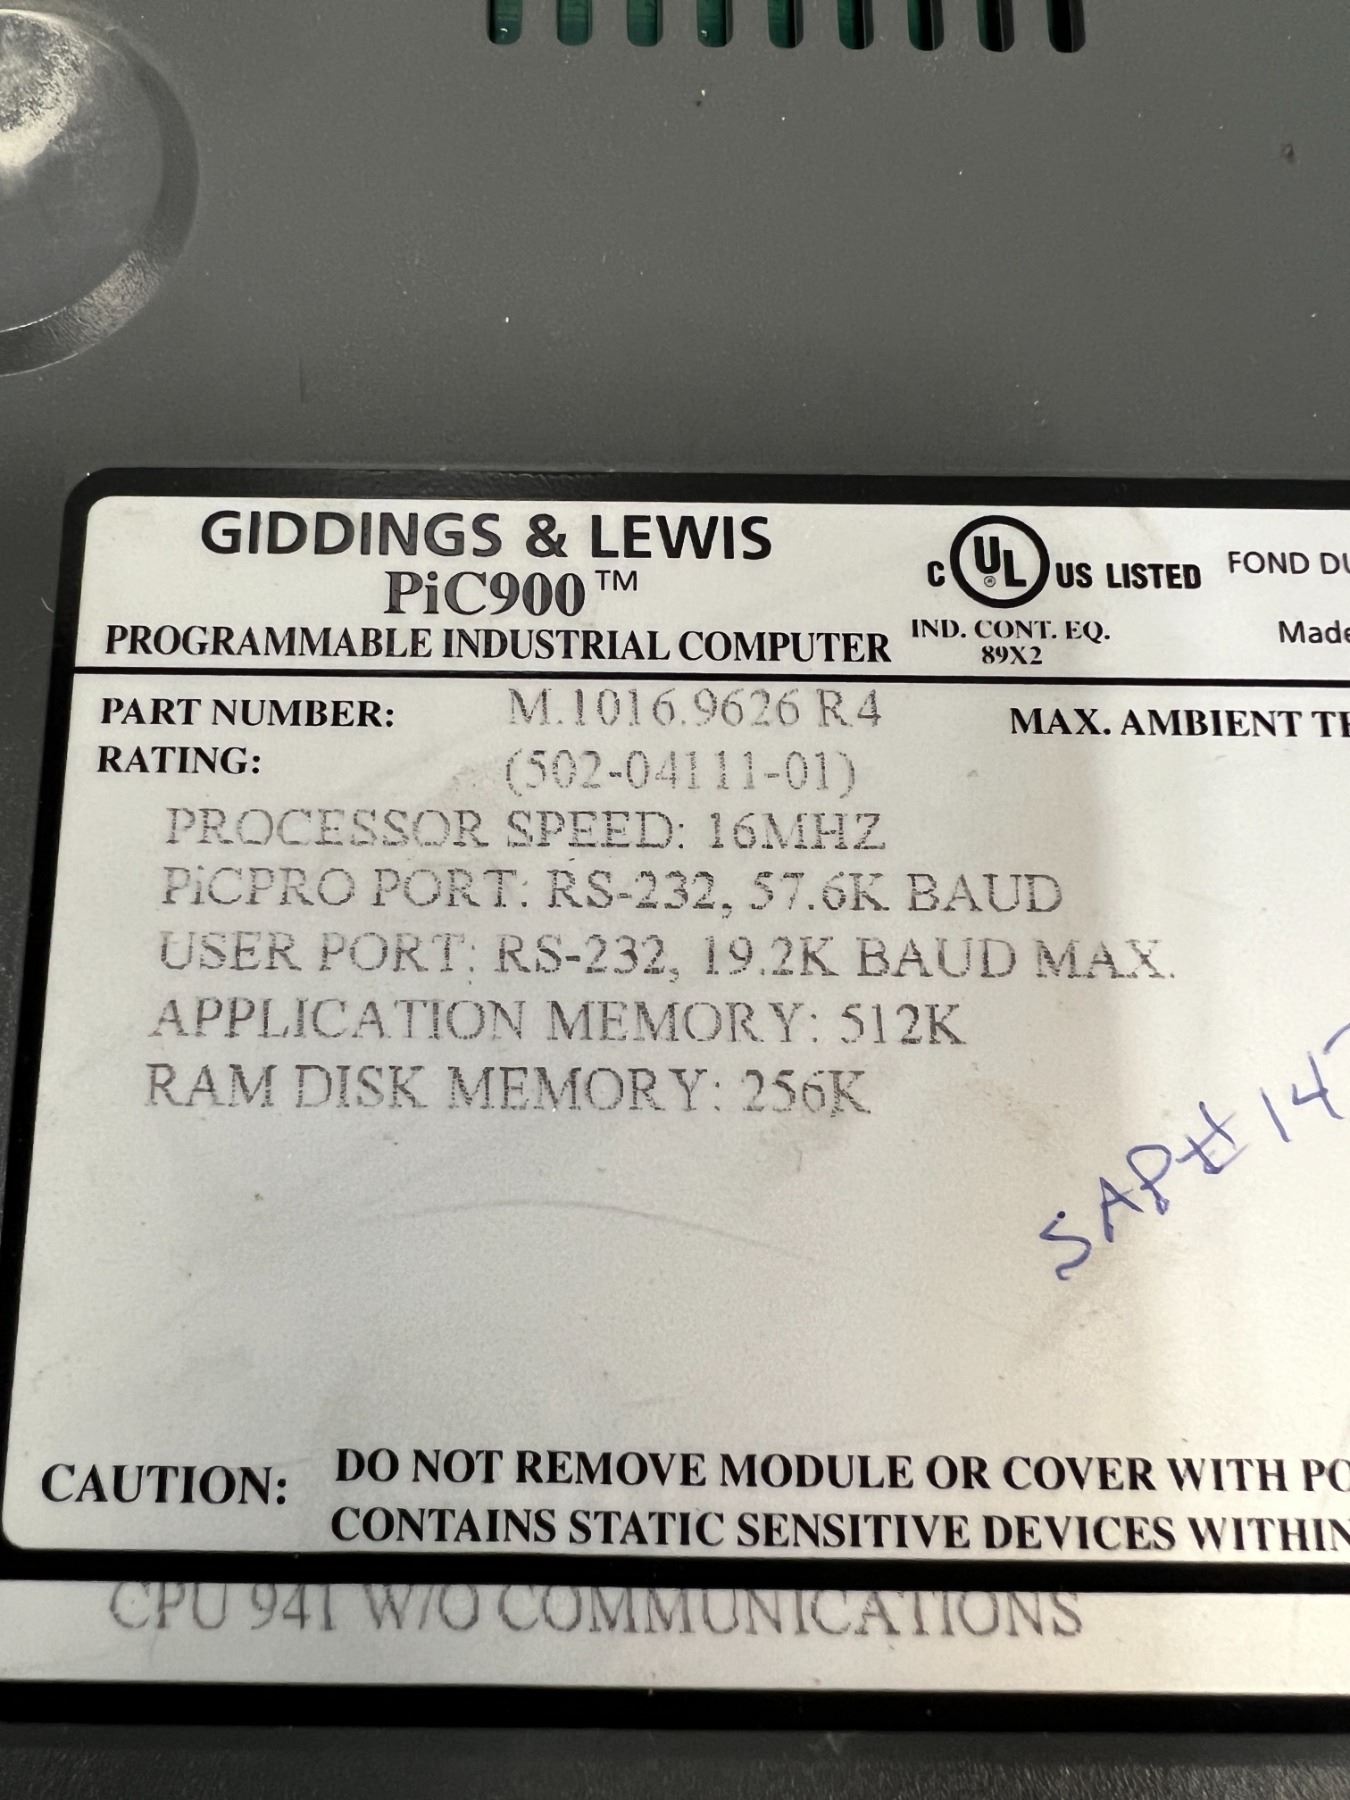 GIDDINGS & LEWIS
PiC900™
PROGRAMMABLE INDUSTRIAL COMPUTER
C UL® US LISTED
IND. CONT. EQ.
89X2
FOND DU
Made
PART NUMBER: M.1016.9626 R.4
MAX. AMBIENT TE
RATING: (502-04111-01)
PROCESSOR SPEED: 16MHZ
PiCPRO PORT: RS-232, 57.6K BAUD
USER PORT: RS-232, 19.2K BAUD MAX.
APPLICATION MEMORY: 512K
RAM DISK MEMORY: 256K
SAP# 147
CAUTION: DO NOT REMOVE MODULE OR COVER WITH PO
CONTAINS STATIC SENSITIVE DEVICES WITHIN
CPU 941 W/O COMMUNICATIONS